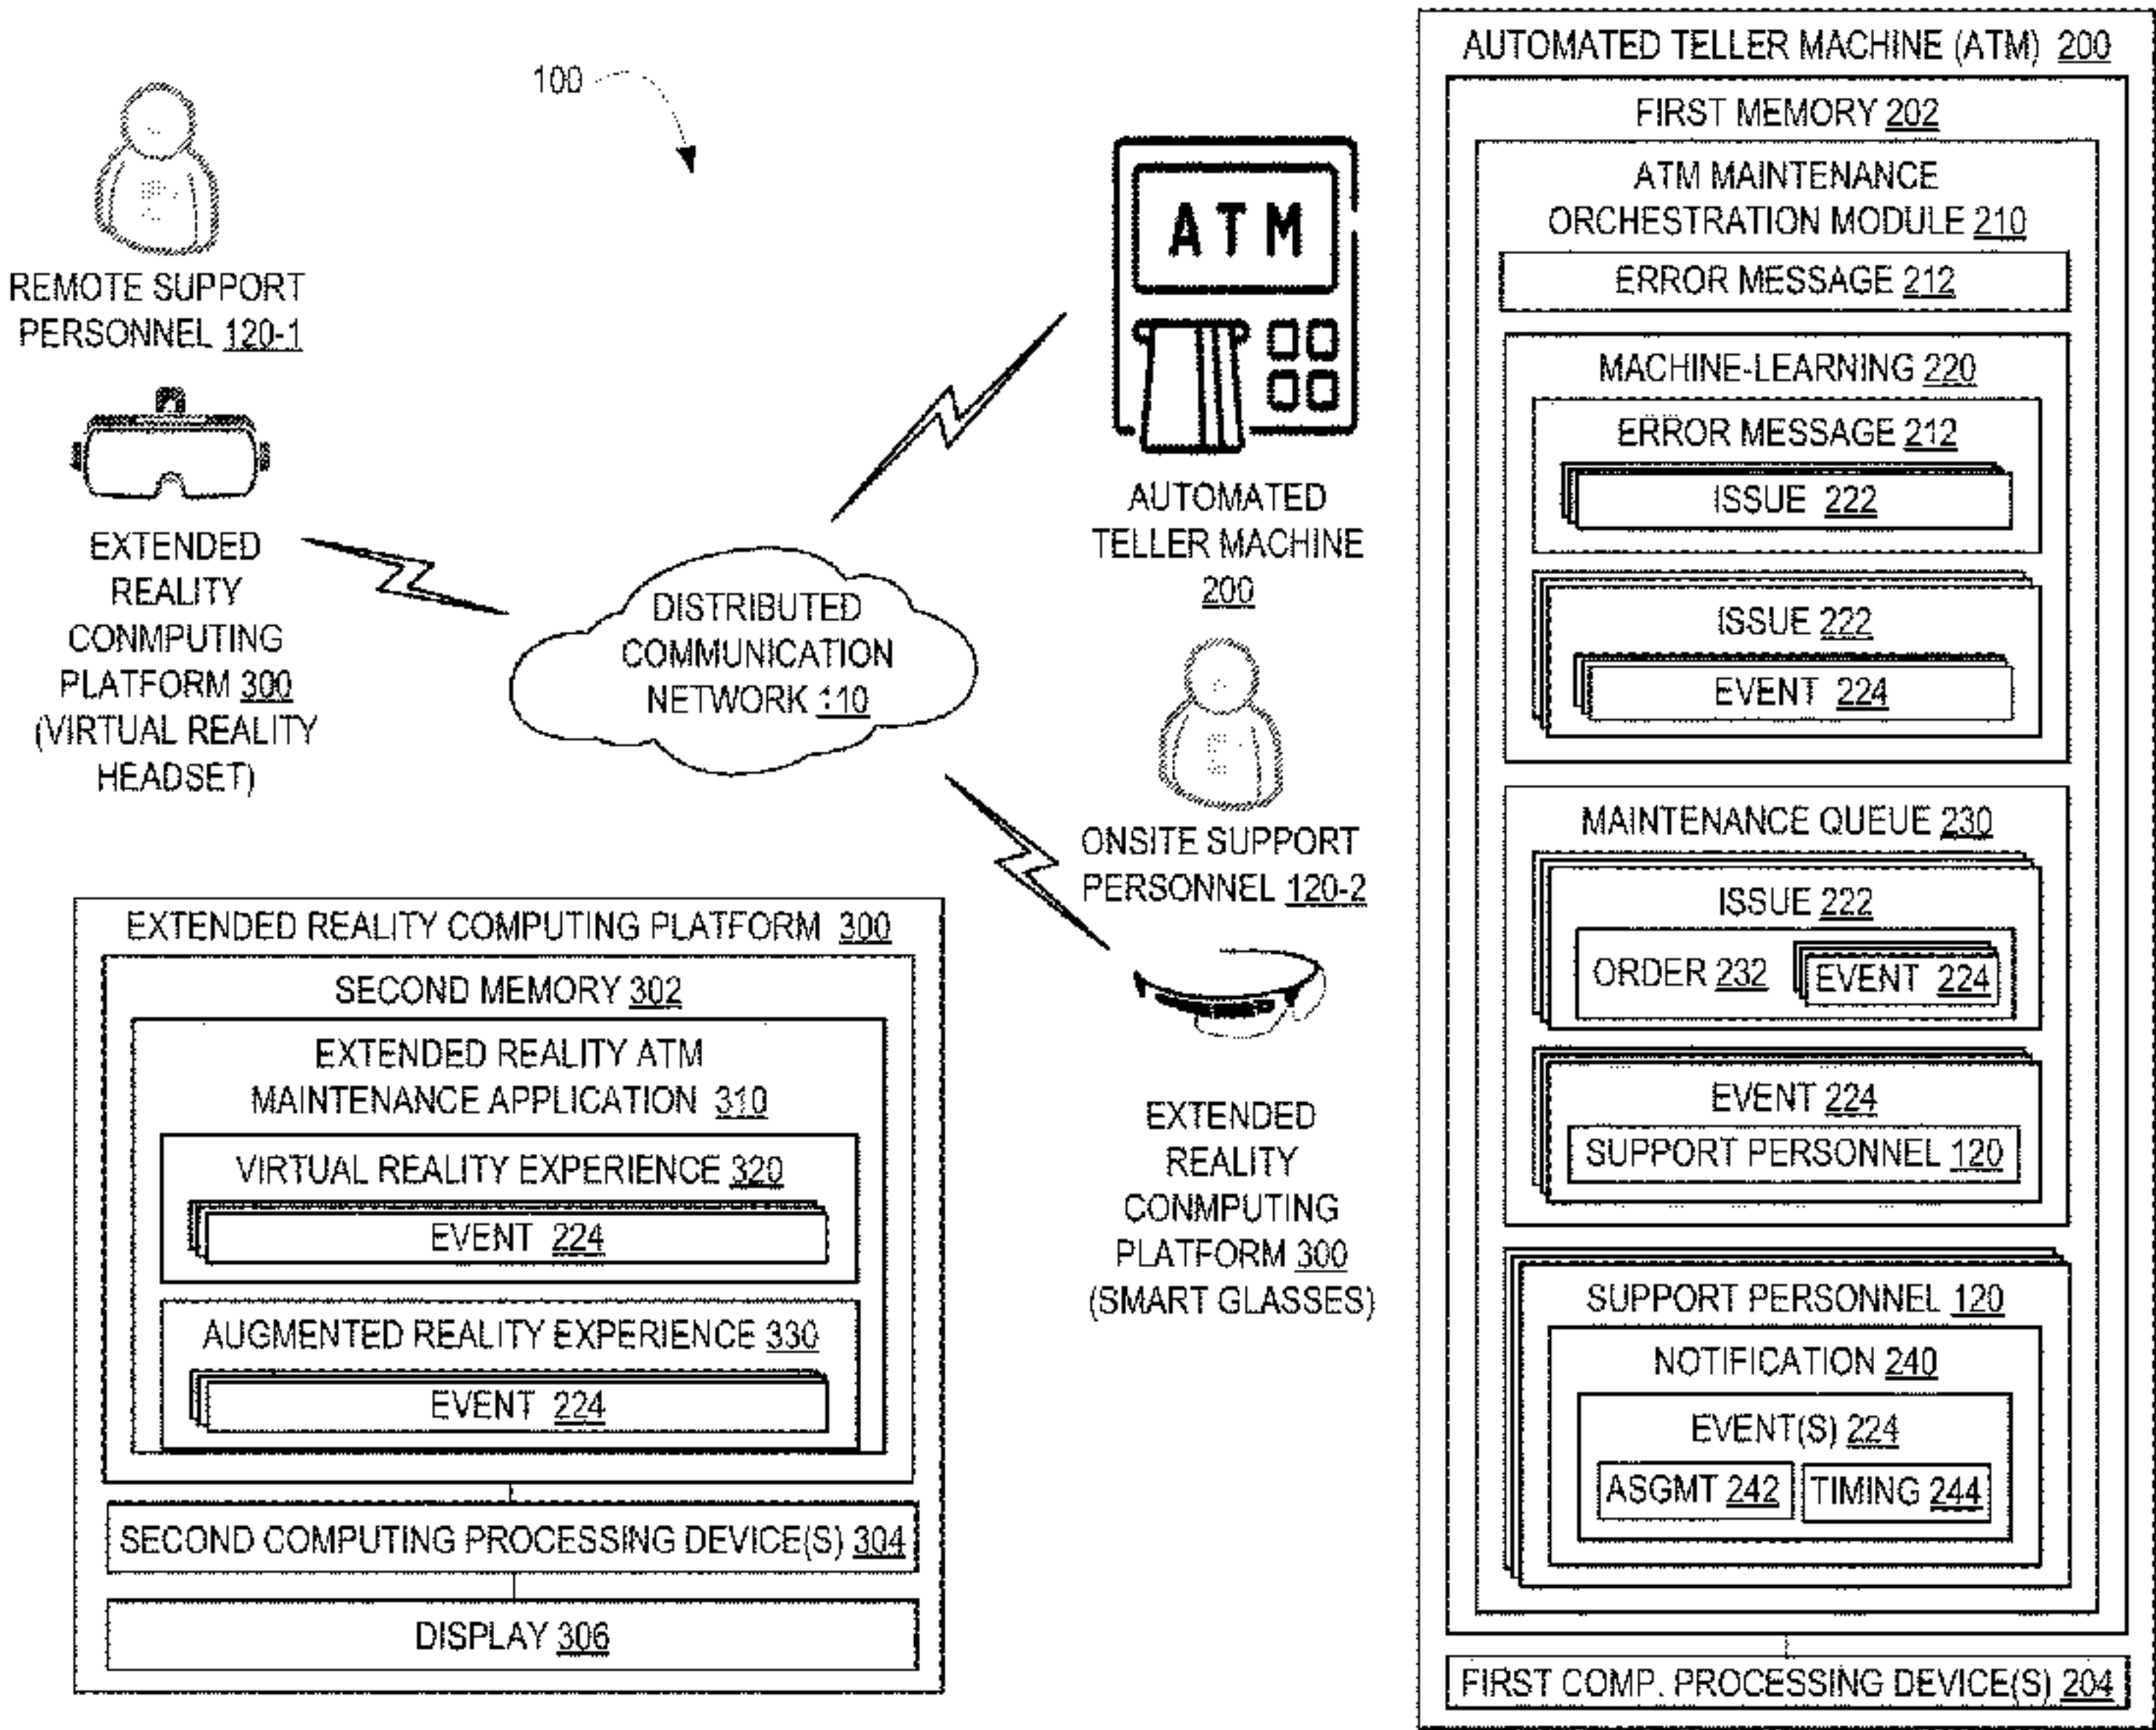 100
REMOTE SUPPORT
PERSONNEL 120-1
EXTENDED
REALITY
CONMPUTING
PLATFORM 300
(VIRTUAL REALITY
HEADSET)
DISTRIBUTED
COMMUNICATION
NETWORK 110
ATM
AUTOMATED
TELLER MACHINE
200
ONSITE SUPPORT
PERSONNEL 120-2
EXTENDED
REALITY
CONMPUTING
PLATFORM 300
(SMART GLASSES)
EXTENDED REALITY COMPUTING PLATFORM 300
SECOND MEMORY 302
EXTENDED REALITY ATM
MAINTENANCE APPLICATION 310
VIRTUAL REALITY EXPERIENCE 320
EVENT 224
AUGMENTED REALITY EXPERIENCE 330
EVENT 224
SECOND COMPUTING PROCESSING DEVICE(S) 304
DISPLAY 306
AUTOMATED TELLER MACHINE (ATM) 200
FIRST MEMORY 202
ATM MAINTENANCE
ORCHESTRATION MODULE 210
ERROR MESSAGE 212
MACHINE-LEARNING 220
ERROR MESSAGE 212
ISSUE 222
ISSUE 222
EVENT 224
MAINTENANCE QUEUE 230
ISSUE 222
ORDER 232 EVENT 224
EVENT 224
SUPPORT PERSONNEL 120
SUPPORT PERSONNEL 120
NOTIFICATION 240
EVENT(S) 224
ASGMT 242 TIMING 244
FIRST COMP. PROCESSING DEVICE(S) 204